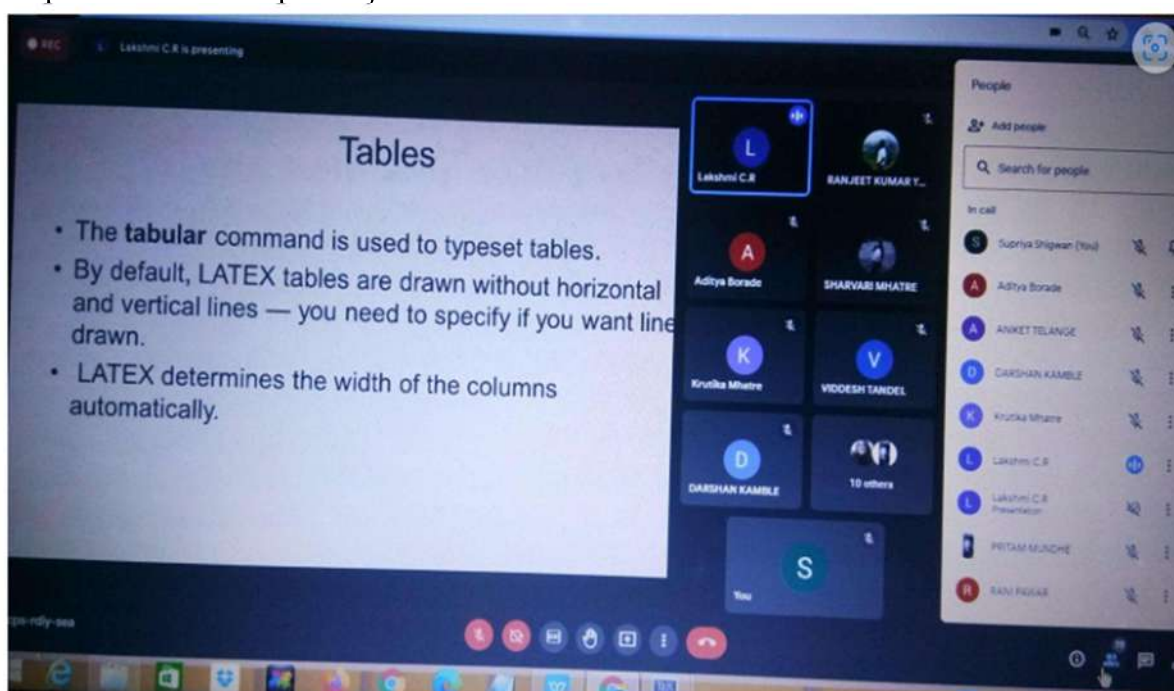 REC
L
Lakshmi C.R is presenting
Tables
• The tabular command is used to typeset tables.
• By default, LATEX tables are drawn without horizontal
and vertical lines — you need to specify if you want line
drawn.
• LATEX determines the width of the columns
automatically.
L
Lakshmi C.R
RANJEET KUMAR Y...
A
Aditya Borade
SHARVARI MHATRE
K
Krutika Mhatre
V
VIDDESH TANDEL
D
DARSHAN KAMBLE
10 others
S
You
People
Add people
Search for people
In call
S
Supriya Shigwan (You)
A
Aditya Borade
A
ANIKET TELANGE
D
DARSHAN KAMBLE
K
Krutika Mhatre
L
Lakshmi C.R
L
Lakshmi C.R
Presentation
PRITAM MUNDHE
R
RANI
-rdly-sea